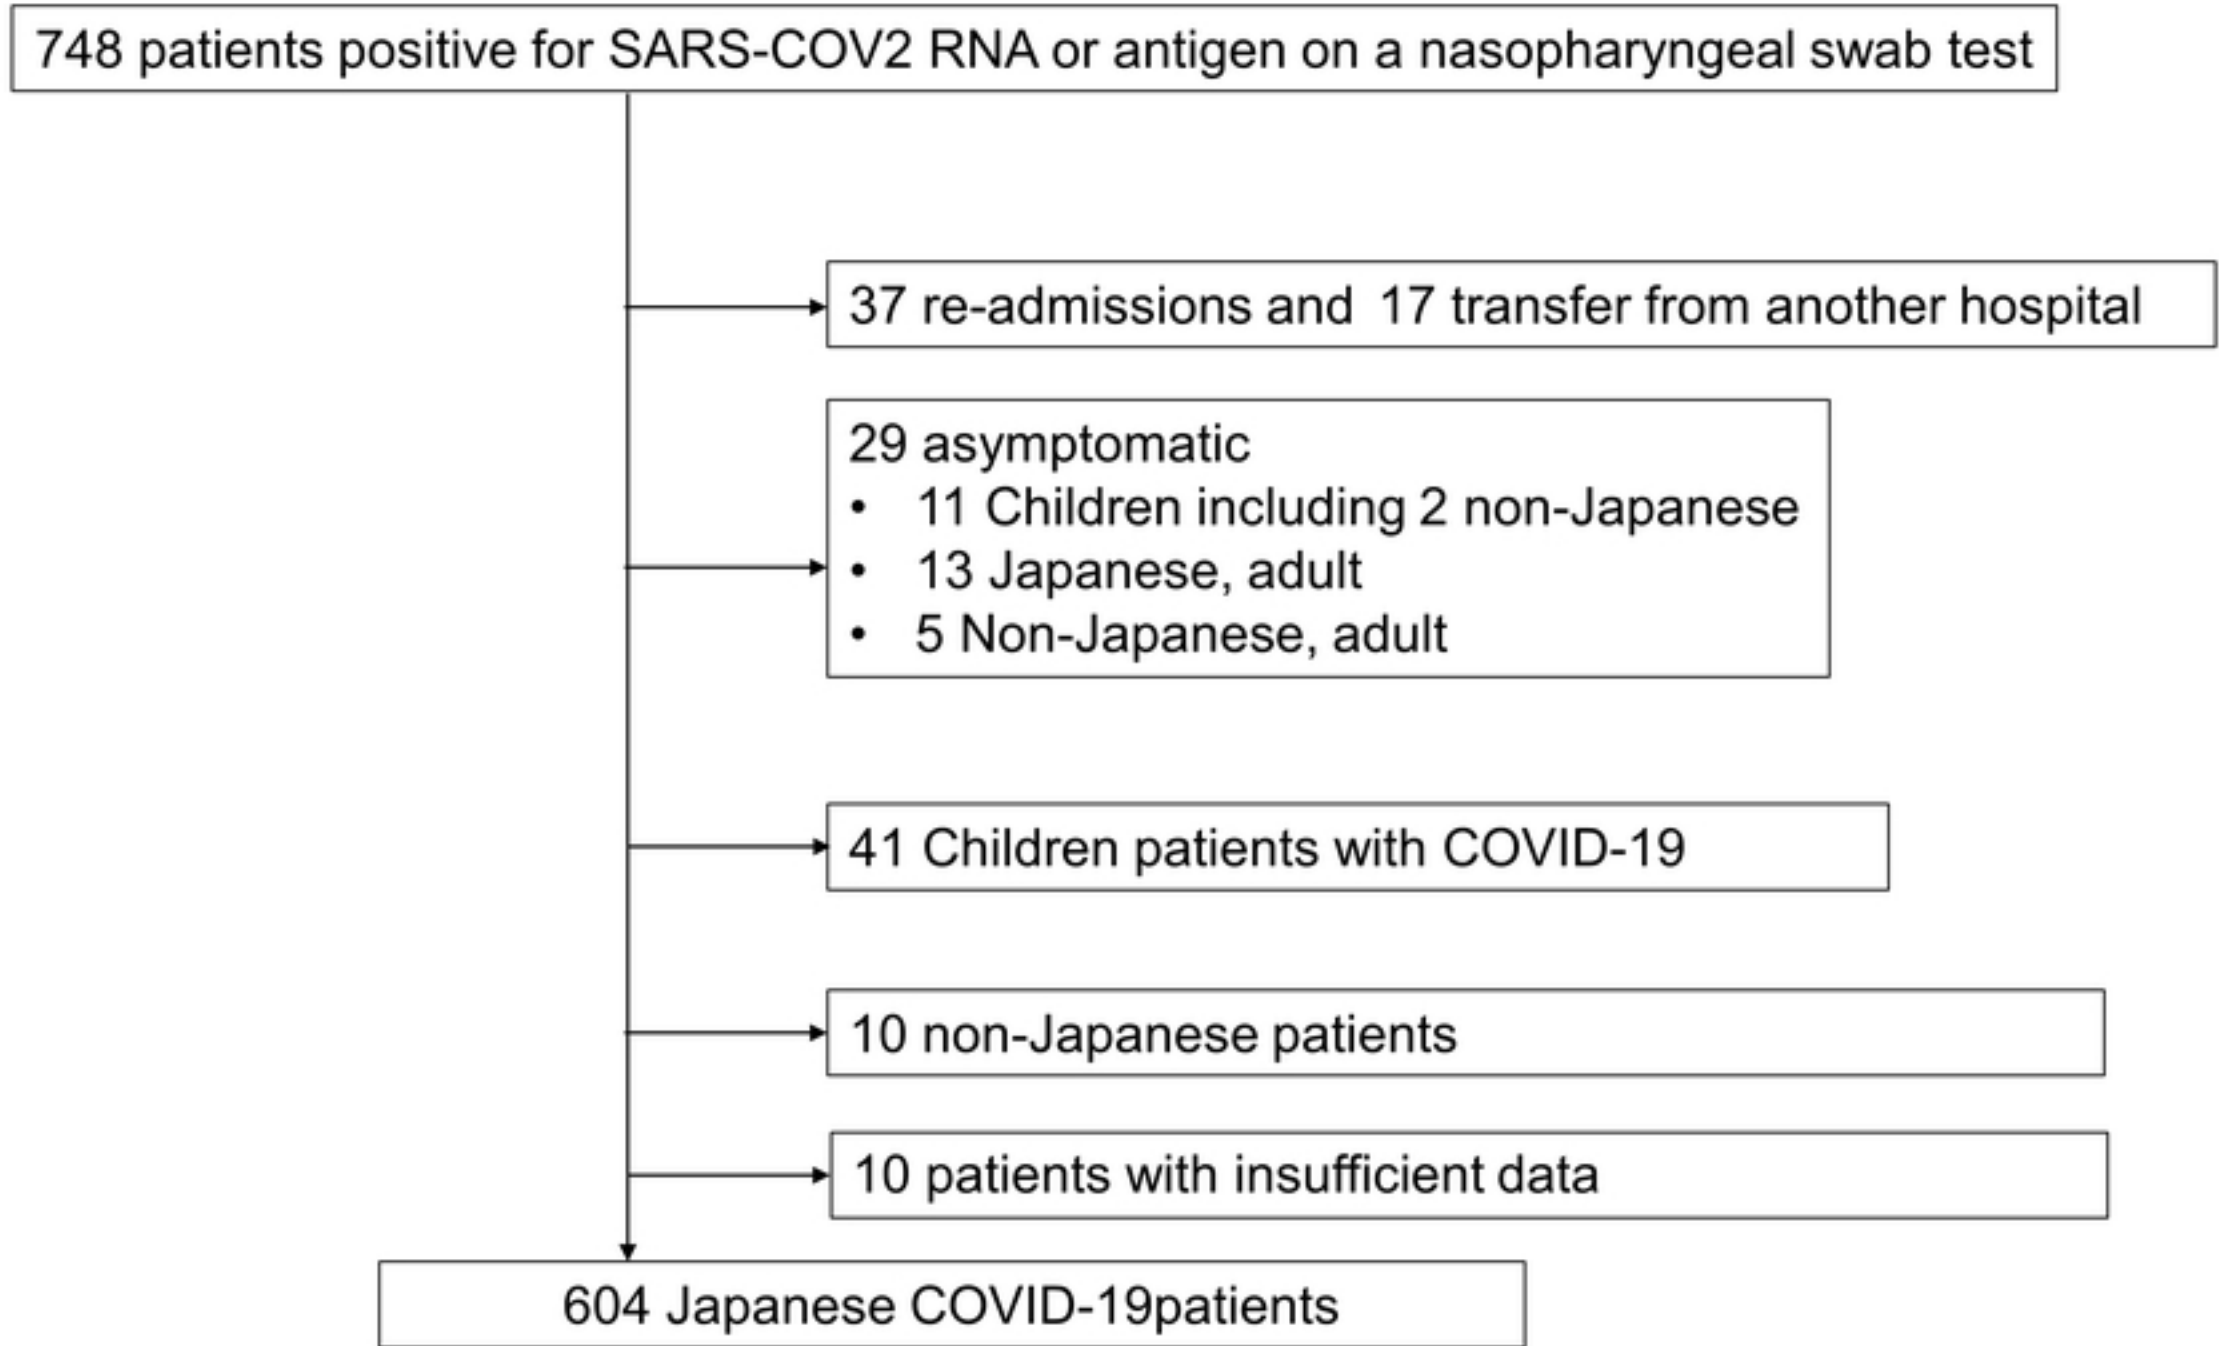 748 patients positive for SARS-COV2 RNA or antigen on a nasopharyngeal swab test
37 re-admissions and 17 transfer from another hospital
29 asymptomatic
• 11 Children including 2 non-Japanese
• 13 Japanese, adult
• 5 Non-Japanese, adult
41 Children patients with COVID-19
10 non-Japanese patients
10 patients with insufficient data
604 Japanese COVID-19patients